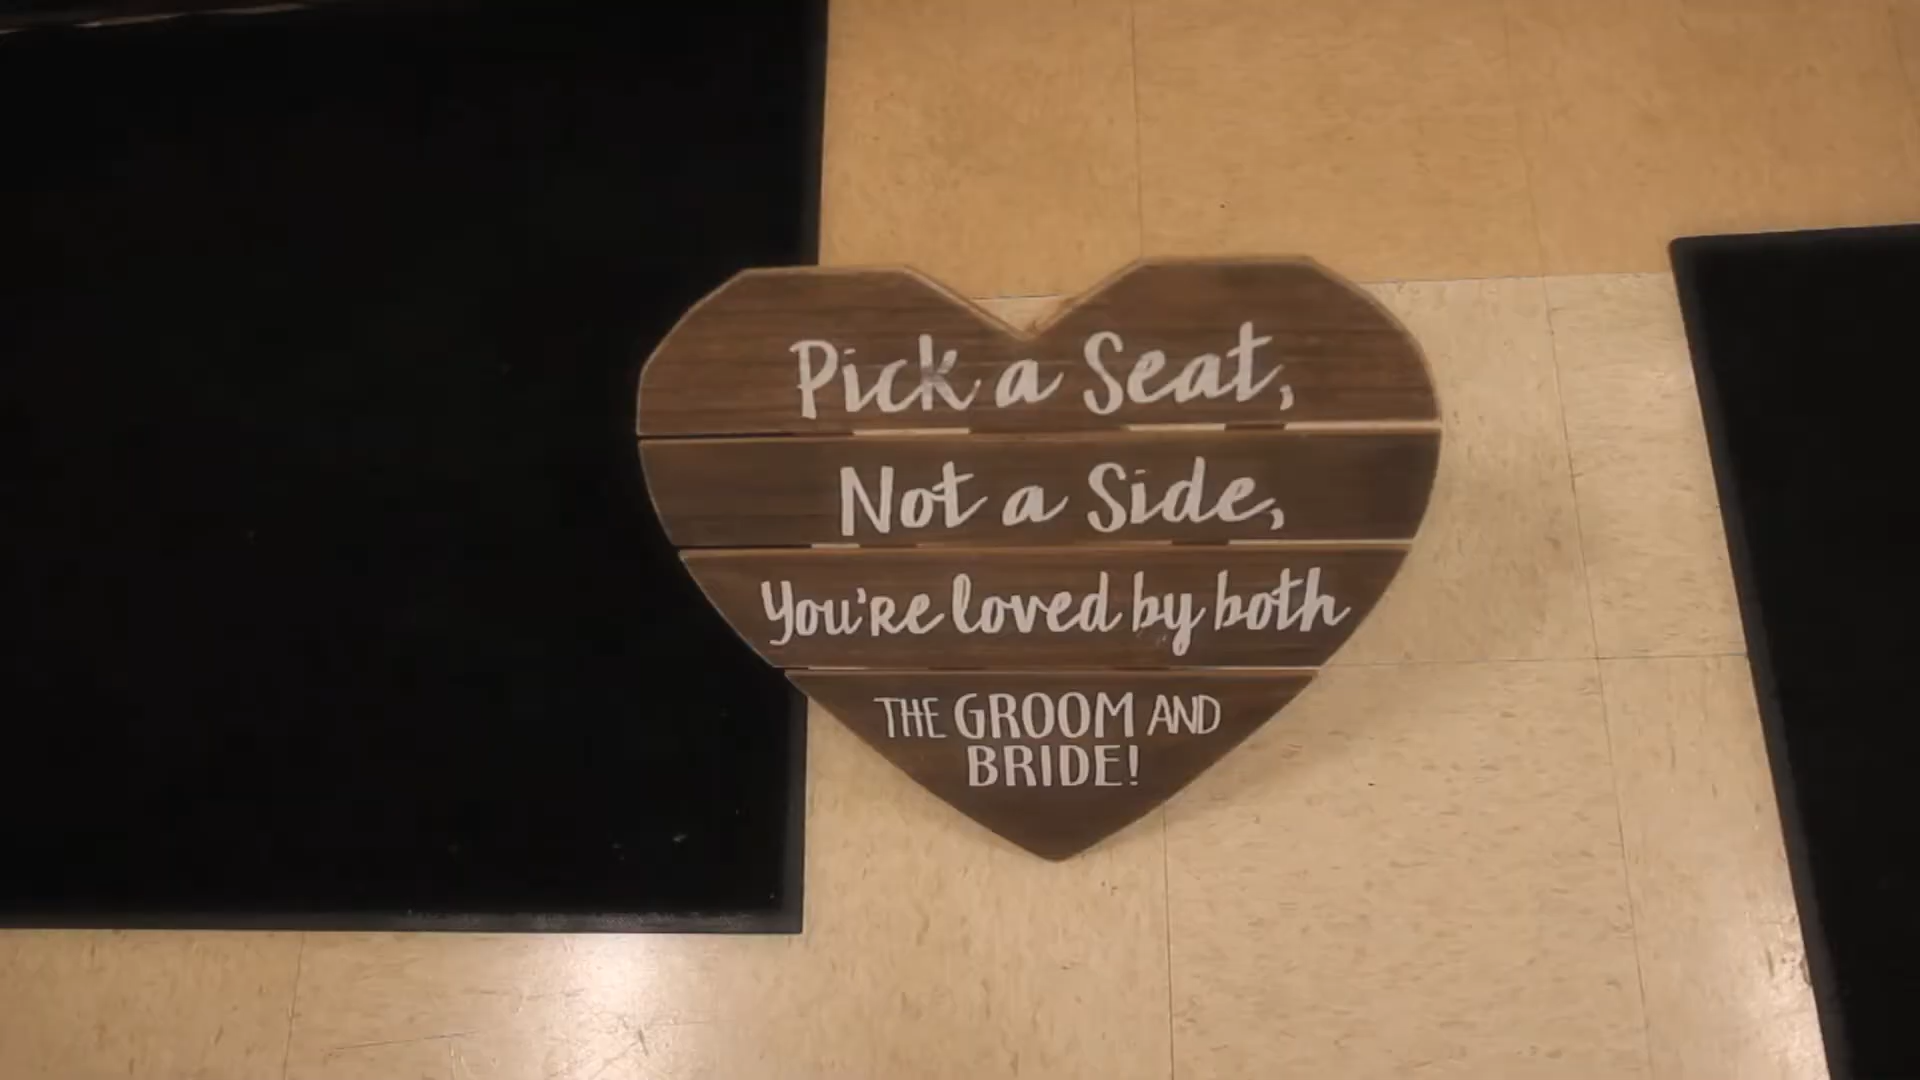 Pick a Seat,
Not a Side,
You're loved by both
THE GROOM AND
BRIDE!